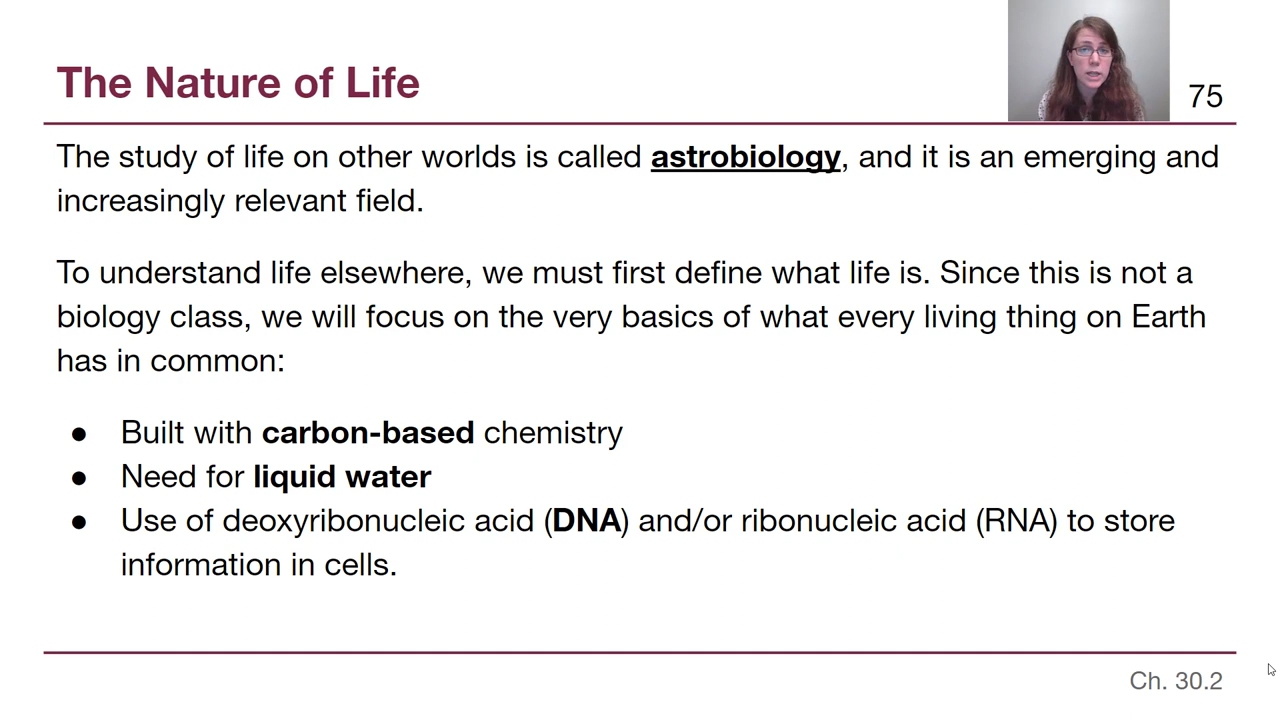 The Nature of Life
75
The study of life on other worlds is called astrobiology, and it is an emerging and
increasingly relevant field.
To understand life elsewhere, we must first define what life is. Since this is not a
biology class, we will focus on the very basics of what every living thing on Earth
has in common:
● Built with carbon-based chemistry
● Need for liquid water
● Use of deoxyribonucleic acid (DNA) and/or ribonucleic acid (RNA) to store
information in cells.
Ch. 30.2